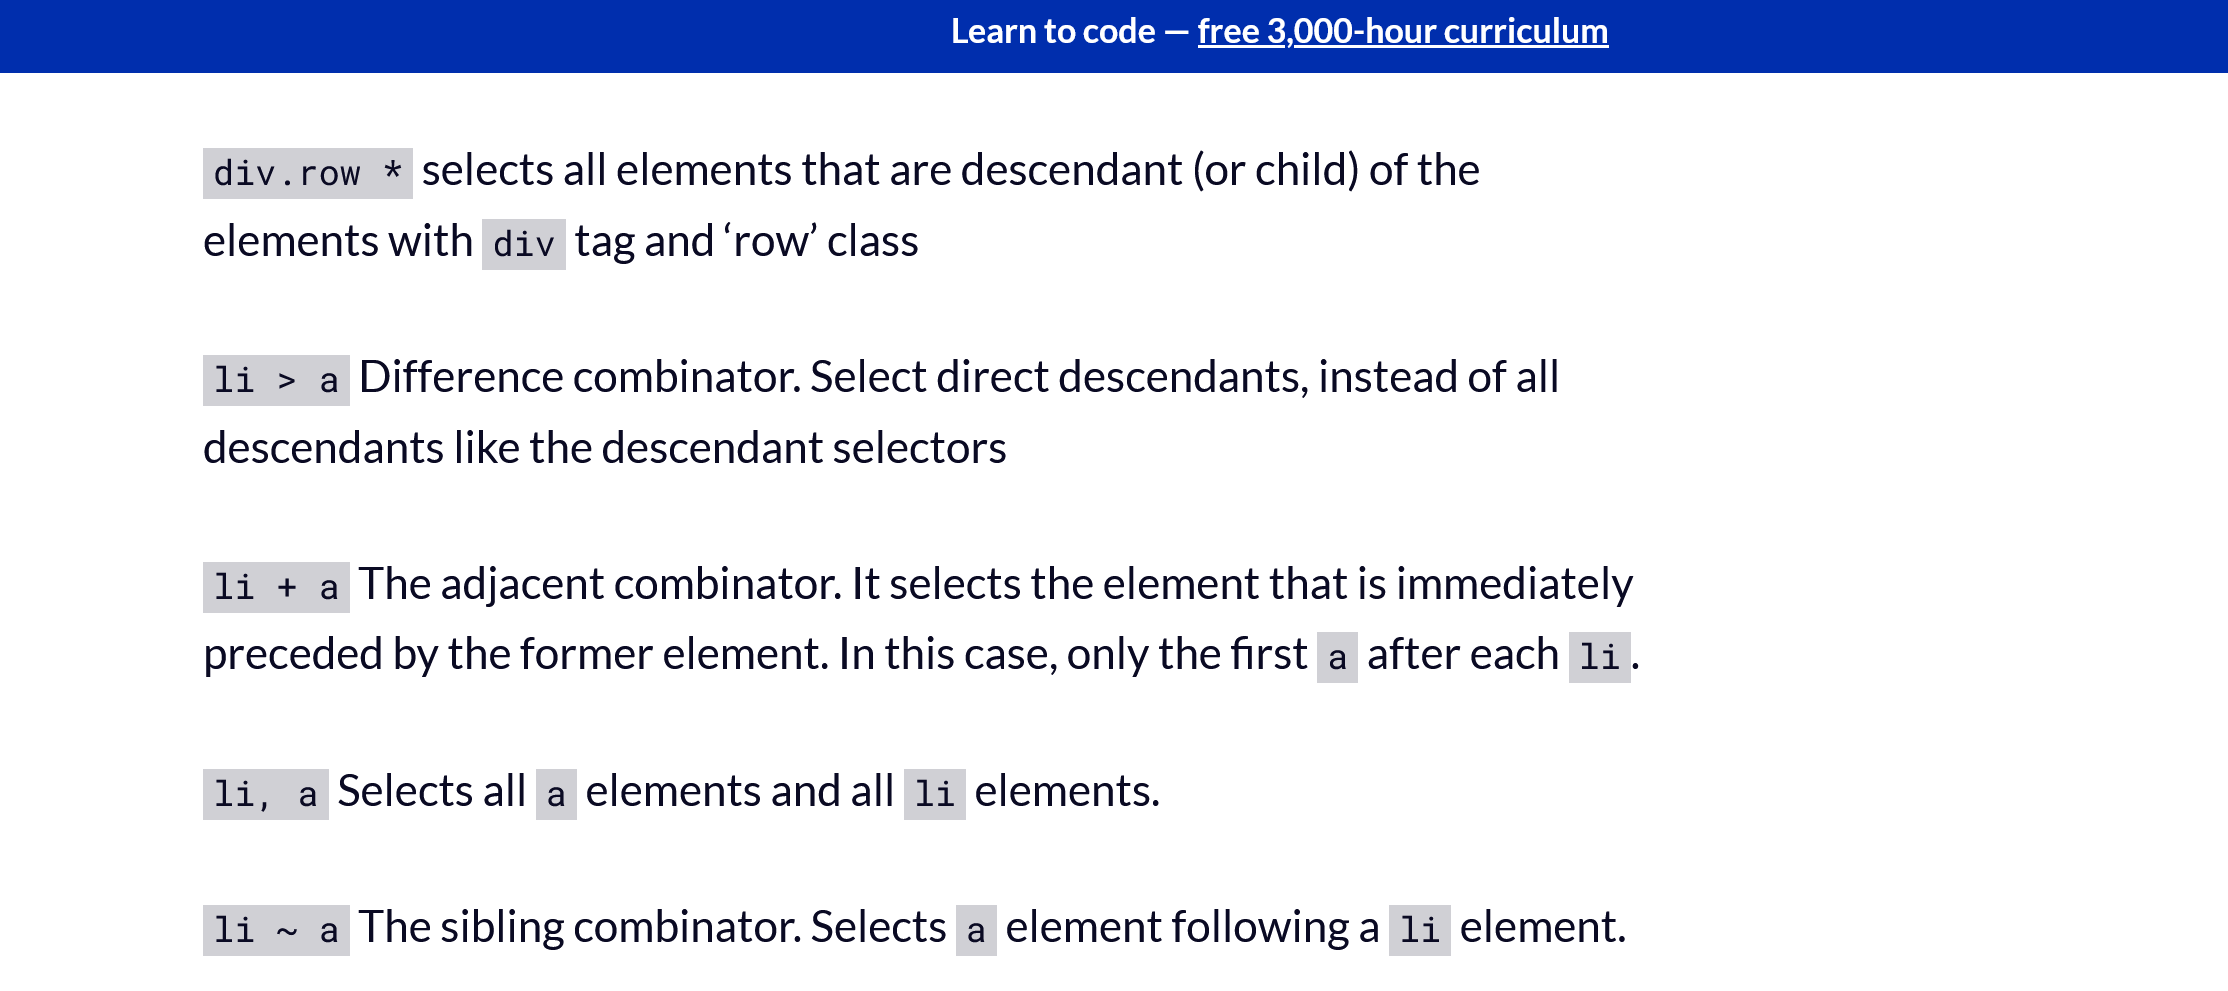 Learn to code — free 3,000-hour curriculum
div.row * selects all elements that are descendant (or child) of the
elements with div tag and ‘row’ class
li > a Difference combinator. Select direct descendants, instead of all
descendants like the descendant selectors
li + a The adjacent combinator. It selects the element that is immediately
preceded by the former element. In this case, only the first a after each li.
li, a Selects all a elements and all li elements.
li ~ a The sibling combinator. Selects a element following a li element.